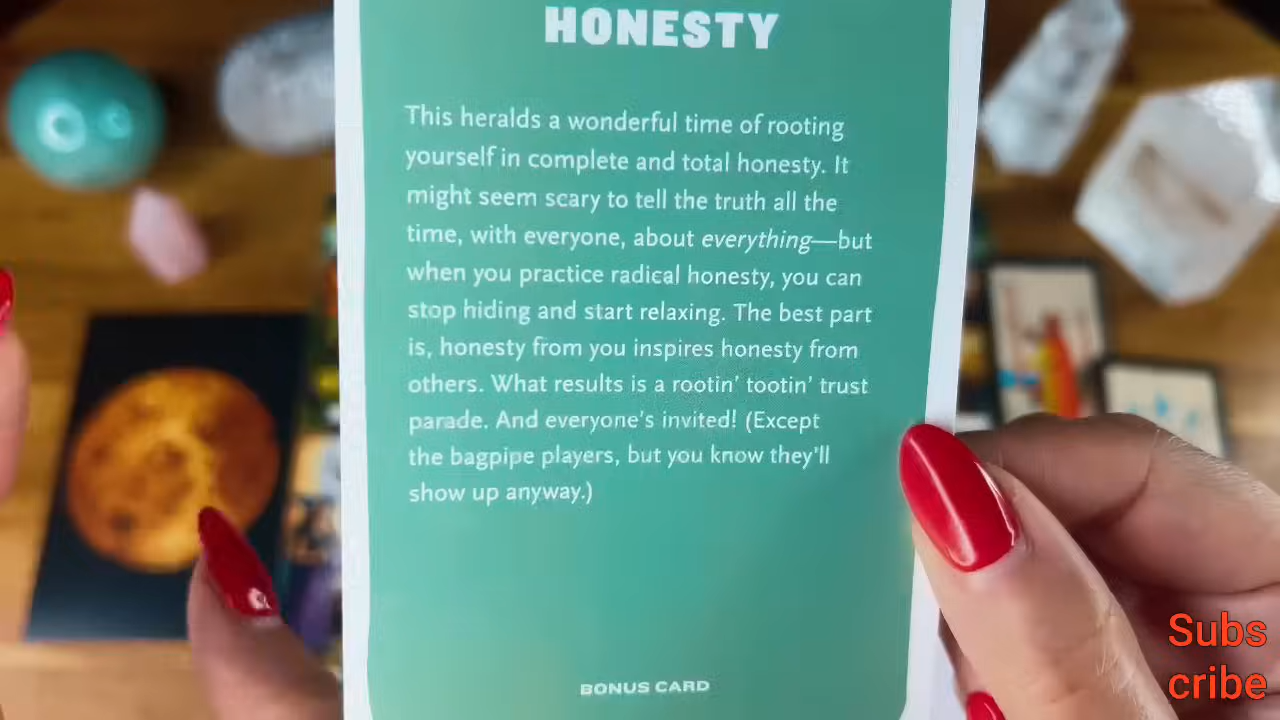 HONESTY
This heralds a wonderful time of rooting
yourself in complete and total honesty. It
might seem scary to tell the truth all the
time, with everyone, about everything—but
when you practice radical honesty, you can
stop hiding and start relaxing. The best part
is, honesty from you inspires honesty from
others. What results is a rootin’ tootin’ trust
parade. And everyone’s invited! (Except
the bagpipe players, but you know they’ll
show up anyway.)
BONUS CARD
Subs
cribe